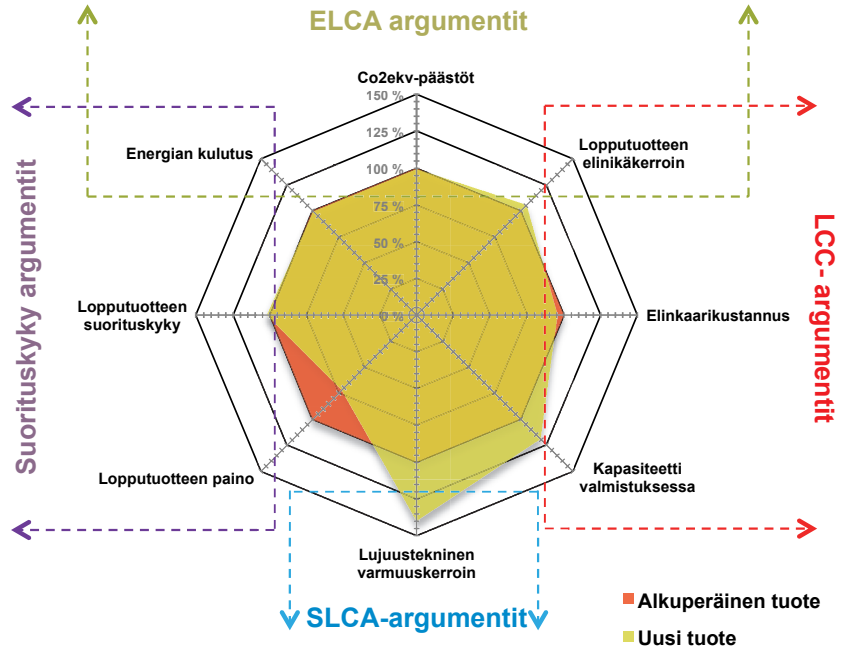 ELCA argumentit
Co2ekv-päästöt
150 %
125 %
100 %
75 %
50 %
25 %
0 %
Energian kulutus
Lopputuotteen
elinikäkerroin
Suorituskyky argumentit
Lopputuotteen
suorituskyky
Elinkaarikustannus
LCC- argumentit
Lopputuotteen paino
Kapasiteetti
valmistuksessa
Lujuustekninen
varmuuskerroin
SLCA-argumentit
Alkuperäinen tuote
Uusi tuote